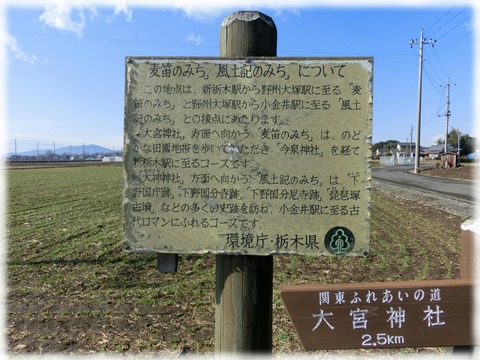 「麦笛のみち」「風土記のみち」について
この地点は、新栃木駅から野州大塚駅に至る「麦
笛のみち」と野州大塚駅から小金井駅に至る「風土
記のみち」との接点にあたります。
「大宮神社」方面へ向かう「麦笛のみち」は、のど
かな田園地帯を歩いていただき「今泉神社」を経て
新栃木駅に至るコースです。
「大神神社」方面へ向かう「風土記のみち」は、「下
野国庁跡」「下野国分寺跡」「下野国分尼寺跡」「琵琶塚
古墳」などの多くの史跡を訪ね、小金井駅に至る古
代ロマンにふれるコースです。
環境庁・栃木県
関東ふれあいの道
大宮神社
2.5km